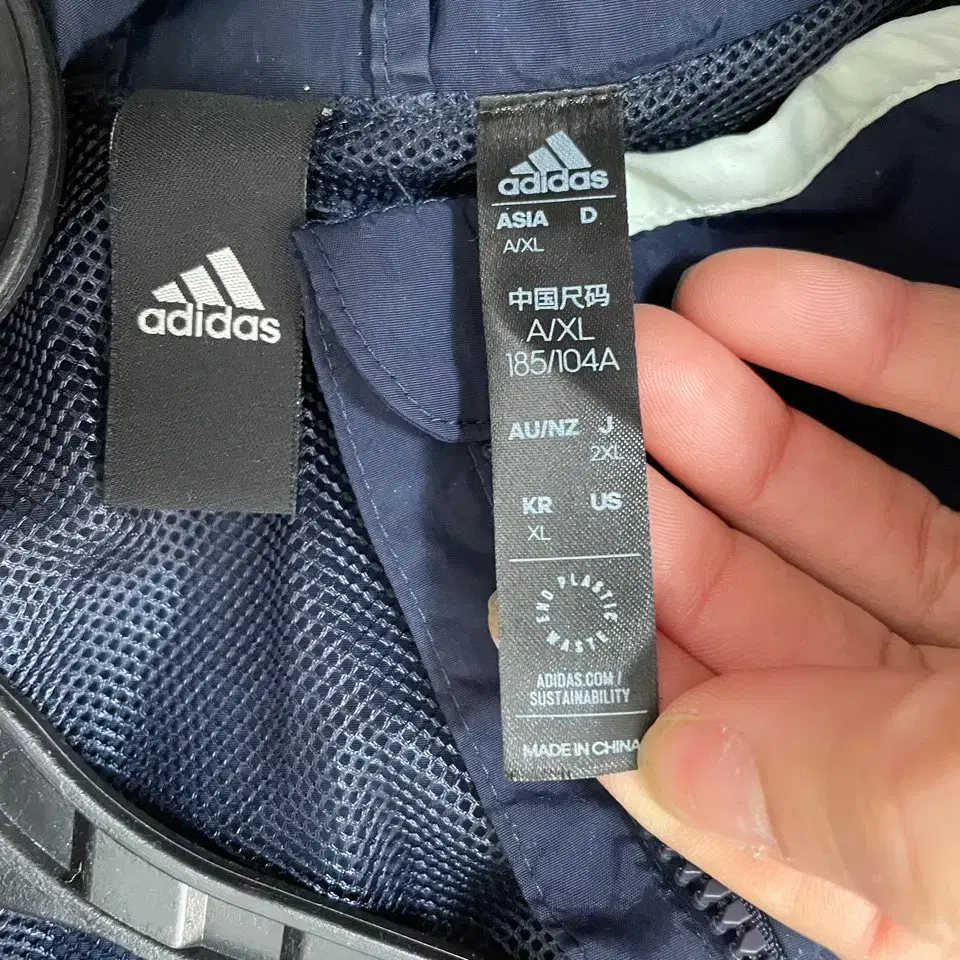 adidas
adidas
ASIA D
A/XL
中国尺码
A/XL
185/104A
AU/NZ J
2XL
KR US
XL
END PLASTIC WASTE
ADIDAS.COM/
SUSTAINABILITY
MADE IN CHINA